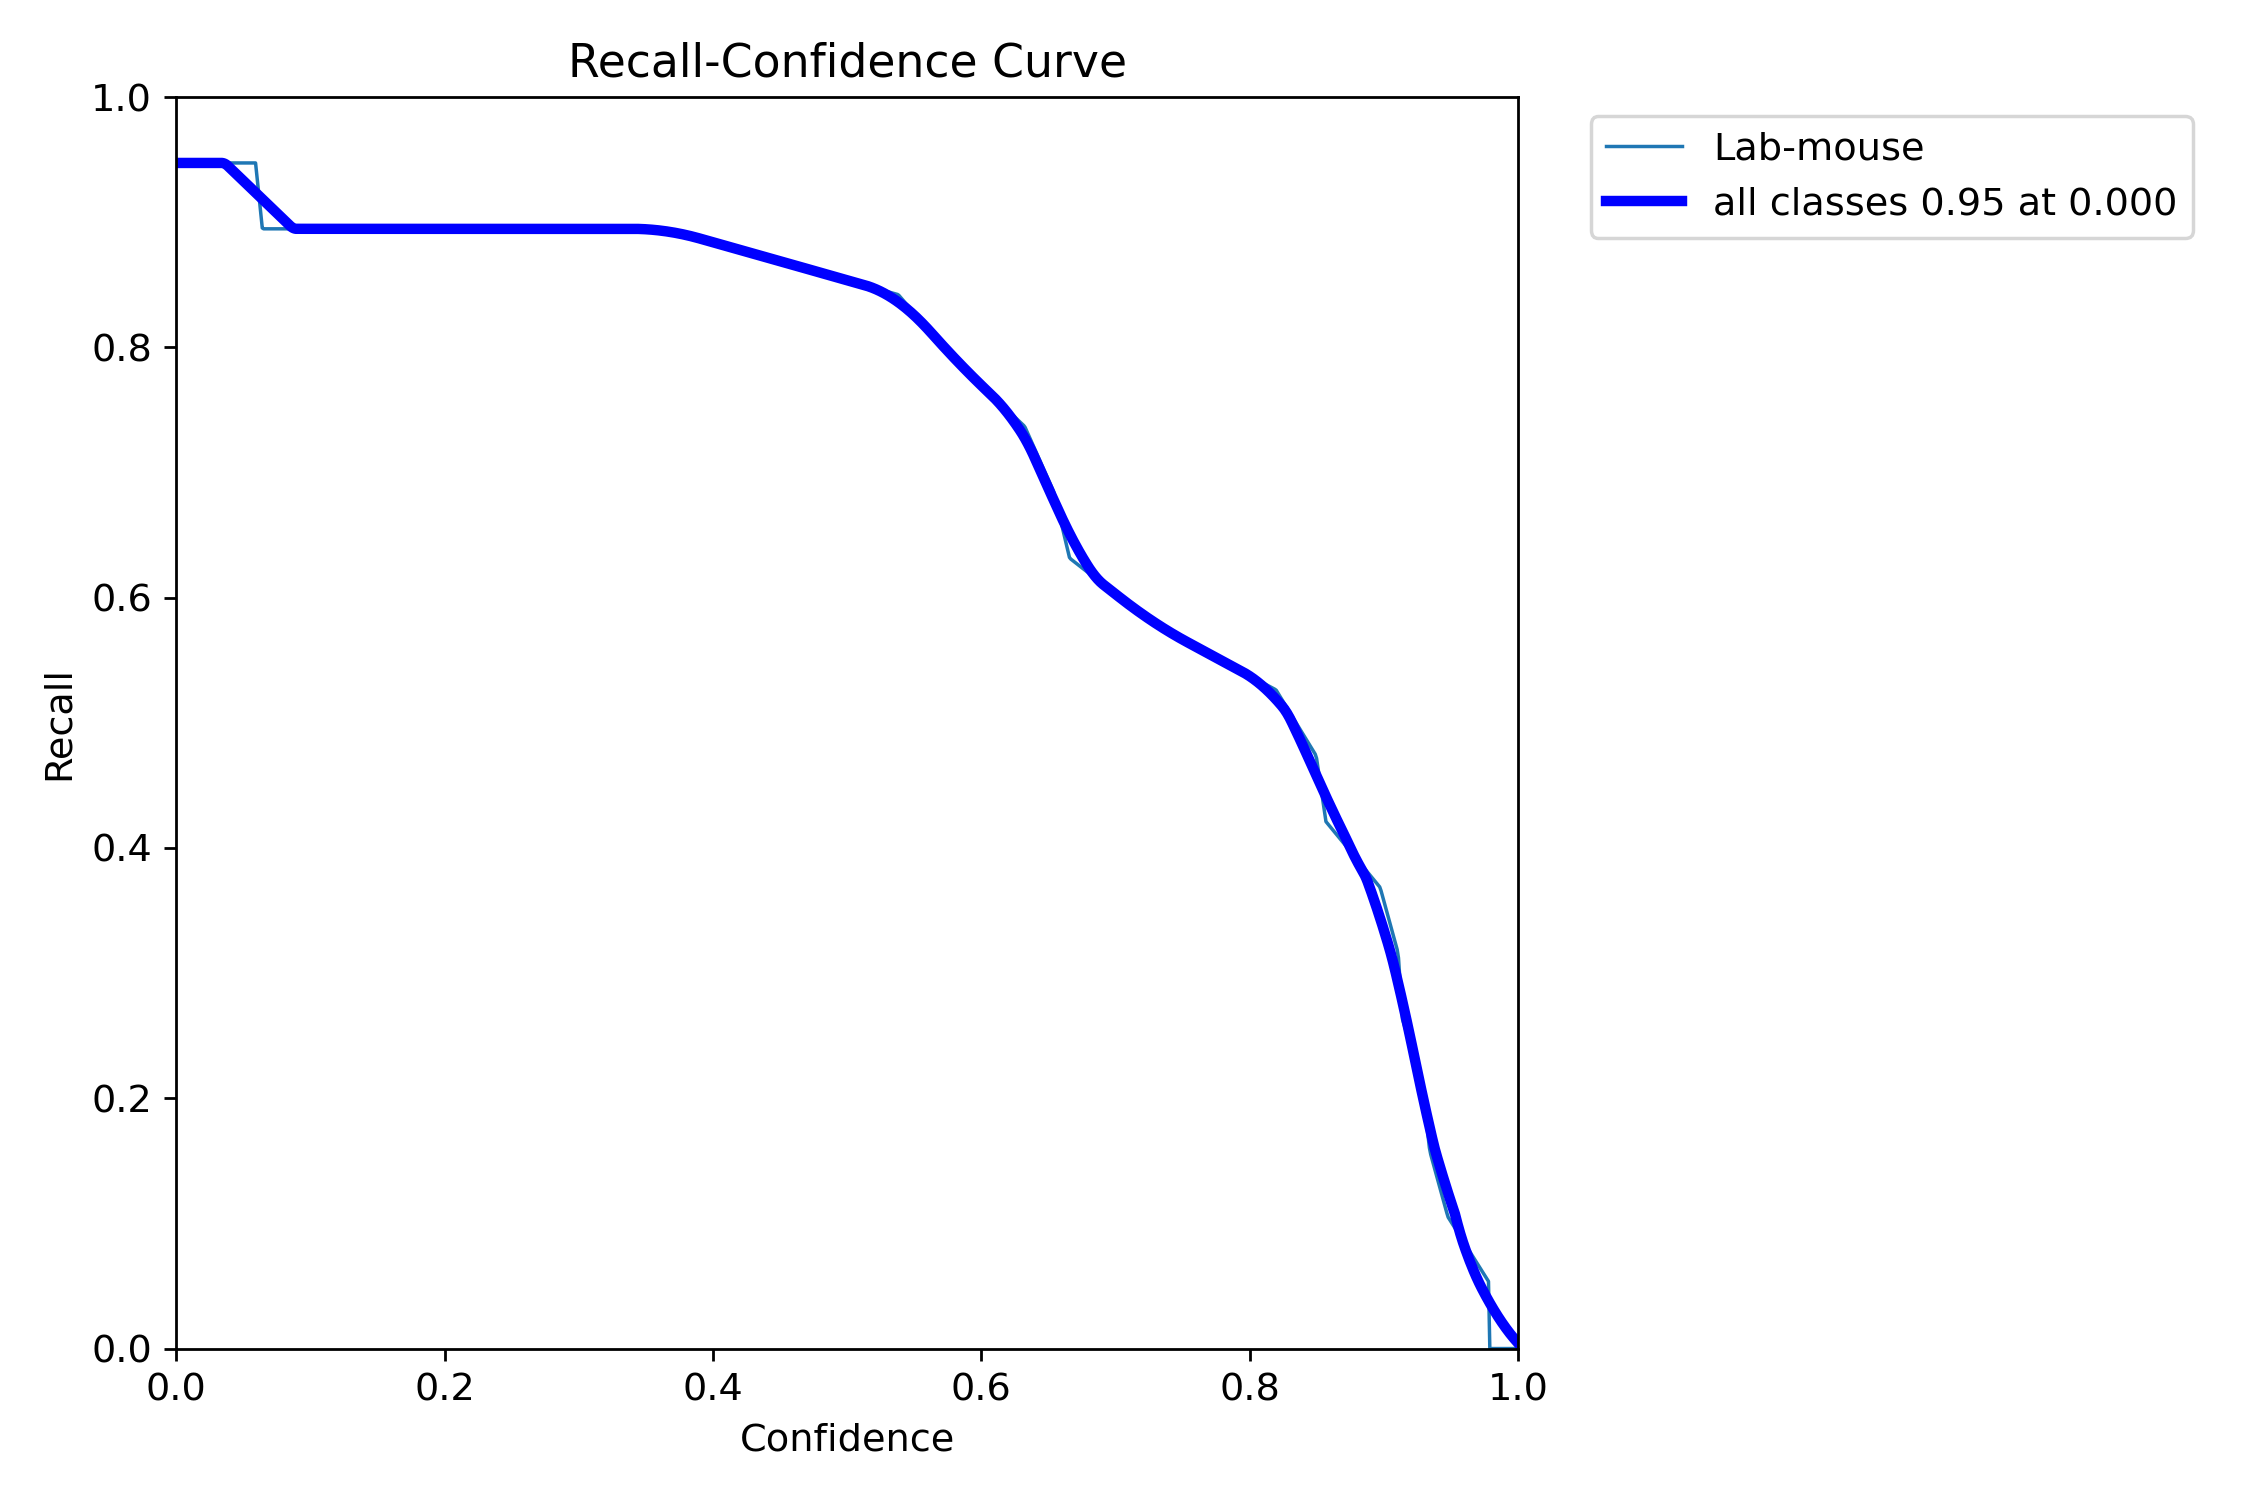 Recall-Confidence Curve
Lab-mouse
all classes 0.95 at 0.000
1.0
0.8
0.6
0.4
0.2
0.0
Recall
0.0 0.2 0.4 0.6 0.8 1.0
Confidence